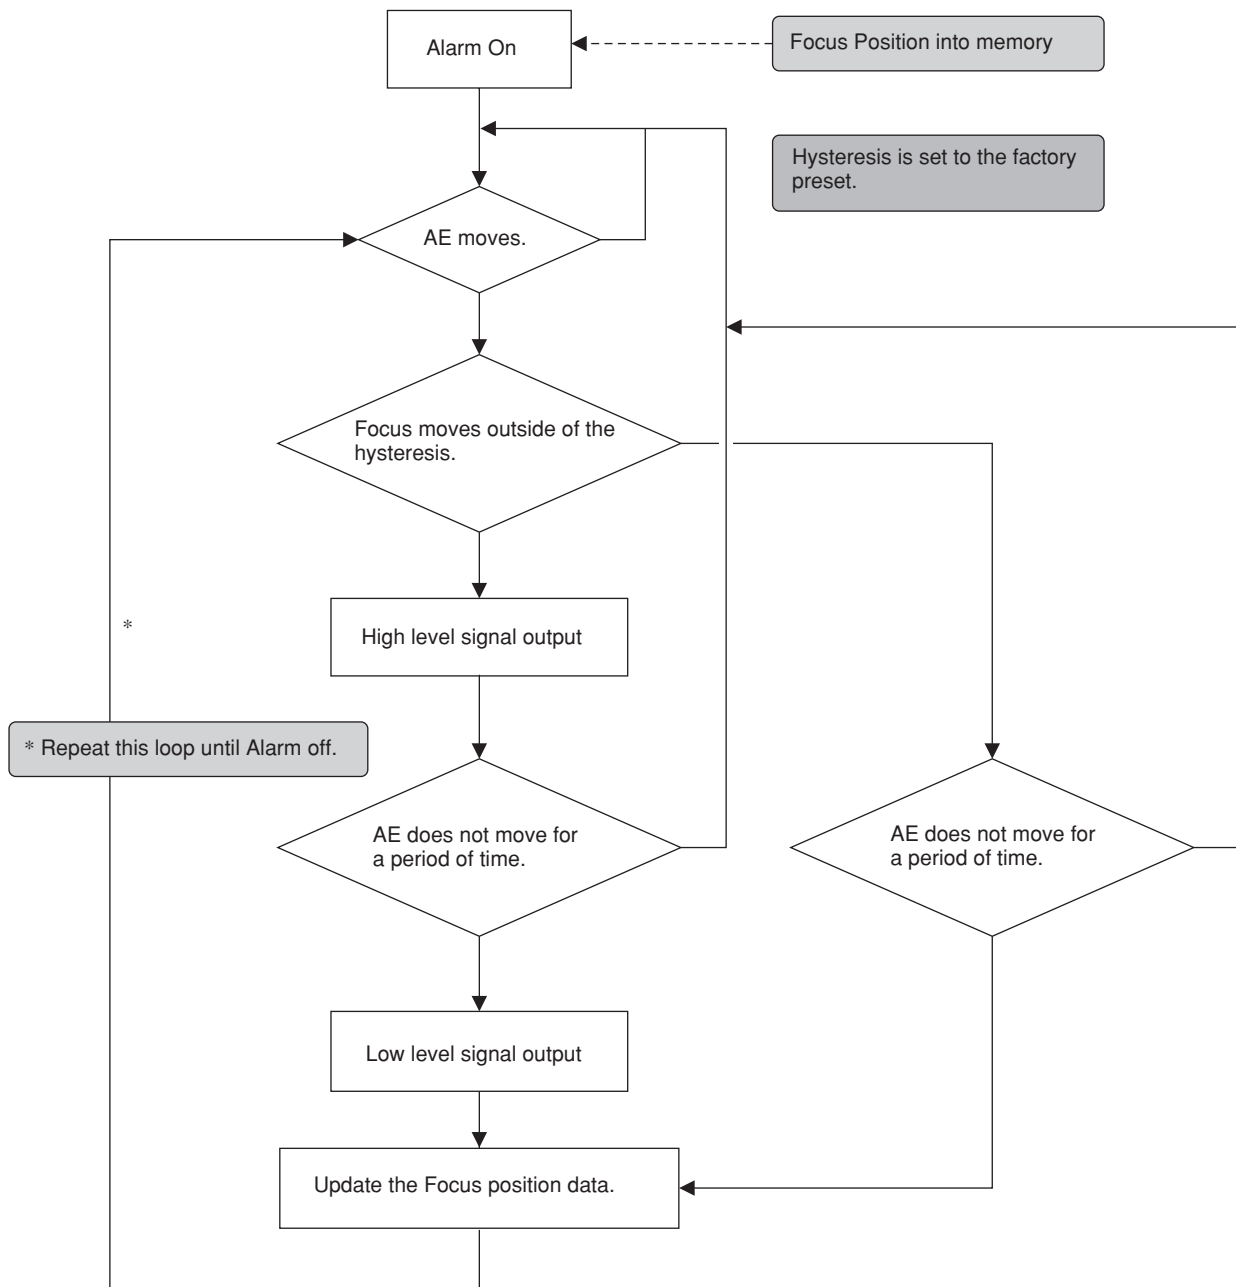 Alarm On
Focus Position into memory
Hysteresis is set to the factory
preset.
AE moves.
Focus moves outside of the
hysteresis.
*
High level signal output
* Repeat this loop until Alarm off.
AE does not move for
a period of time.
AE does not move for
a period of time.
Low level signal output
Update the Focus position data.